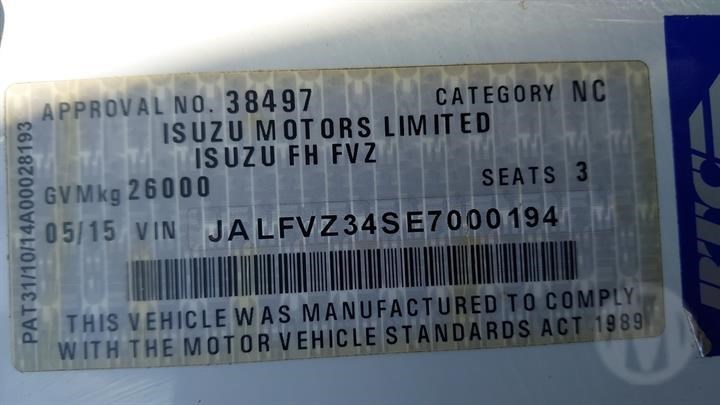 APPROVAL NO. 38497 CATEGORY NC
ISUZU MOTORS LIMITED
ISUZU FH FVZ
GVMkg 26000 SEATS 3
05/15 VIN JALFVZ34SE7000194
THIS VEHICLE WAS MANUFACTURED TO COMPLY
WITH THE MOTOR VEHICLE STANDARDS ACT 1989
PAT31/10/14A00028193